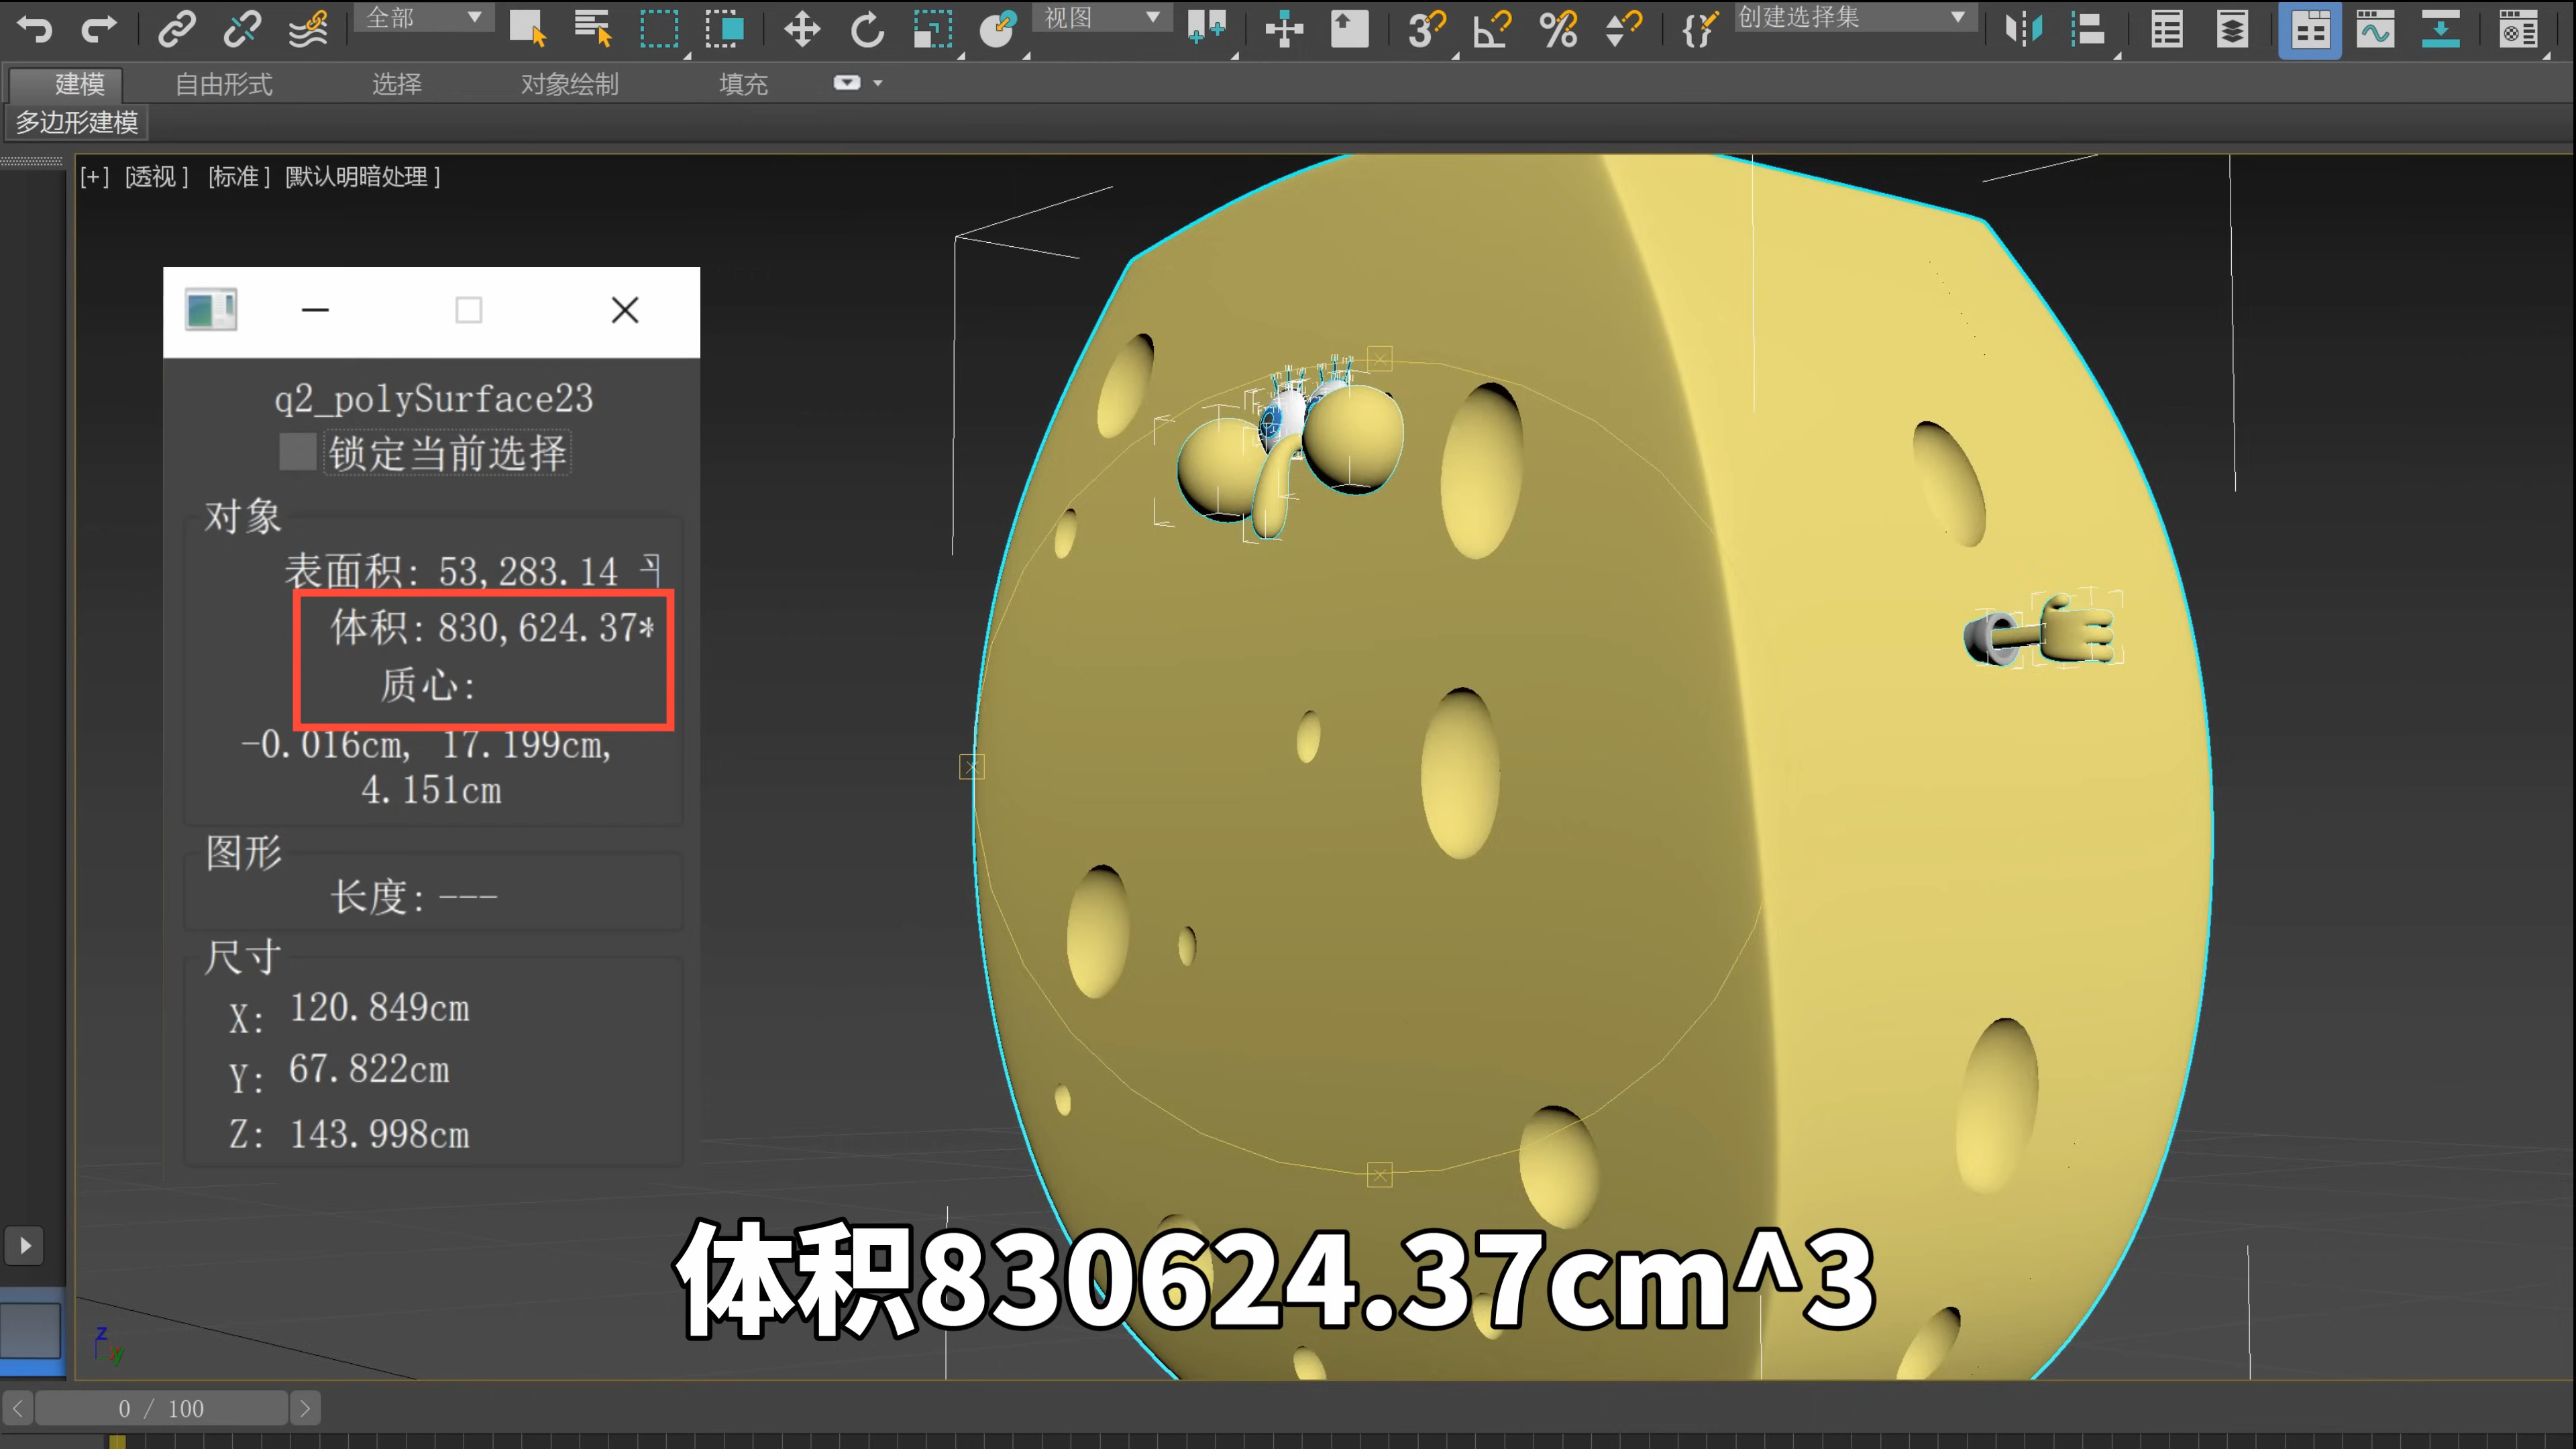 全部
视图
创建选择集
建模
自由形式
选择
对象绘制
填充
多边形建模
[+] [透视] [标准] [默认明暗处理]
q2_polySurface23
锁定当前选择
对象
表面积: 53,283.14
体积: 830,624.37*
质心:
-0.016cm, 17.199cm,
4.151cm
图形
长度: ---
尺寸
X: 120.849cm
Y: 67.822cm
Z: 143.998cm
体积830624.37cm^3
z
y
0 / 100